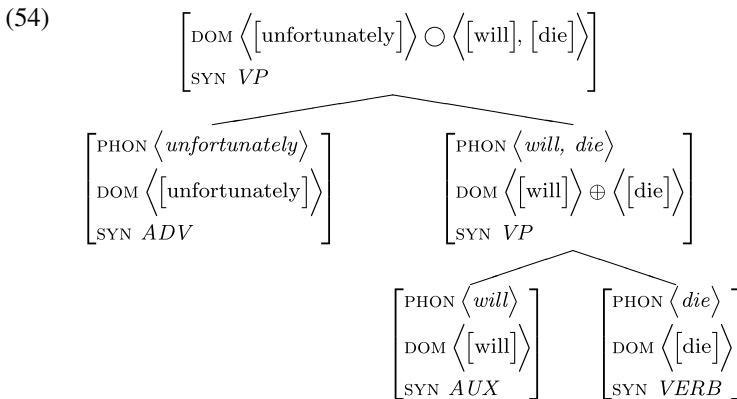 (54)
[DOM ⟨[unfortunately]⟩ ○ ⟨[will], [die]⟩
SYN VP]
[PHON ⟨unfortunately⟩
DOM ⟨[unfortunately]⟩
SYN ADV]
[PHON ⟨will, die⟩
DOM ⟨[will]⟩ ⊕ ⟨[die]⟩
SYN VP]
[PHON ⟨will⟩
DOM ⟨[will]⟩
SYN AUX]
[PHON ⟨die⟩
DOM ⟨[die]⟩
SYN VERB]